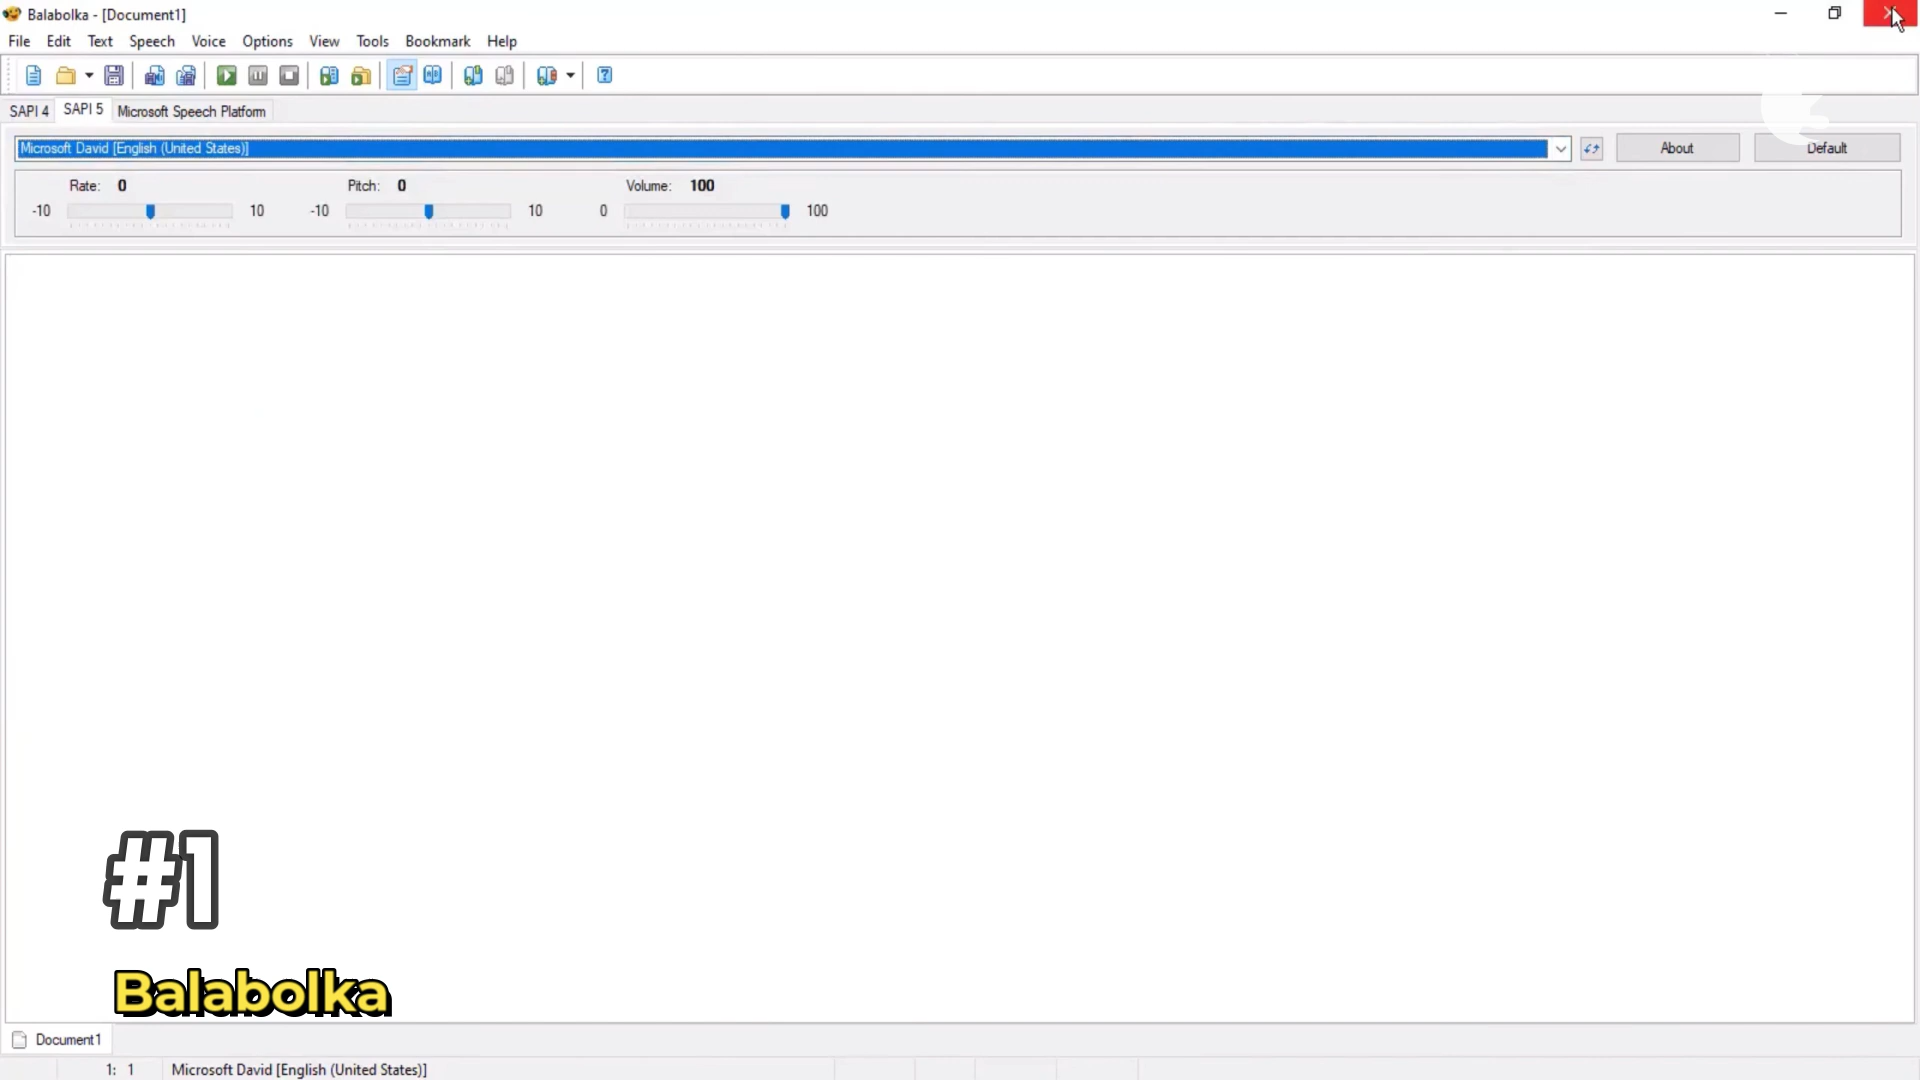 Balabolka - [Document1]
File Edit Text Speech Voice Options View Tools Bookmark Help
SAPI 4 SAPI 5 Microsoft Speech Platform
Microsoft David [English (United States)] About Default
Rate: 0 Pitch: 0 Volume: 100
-10 10 -10 10 0 100
#1
Balabolka
Document1
1: 1 Microsoft David [English (United States)]